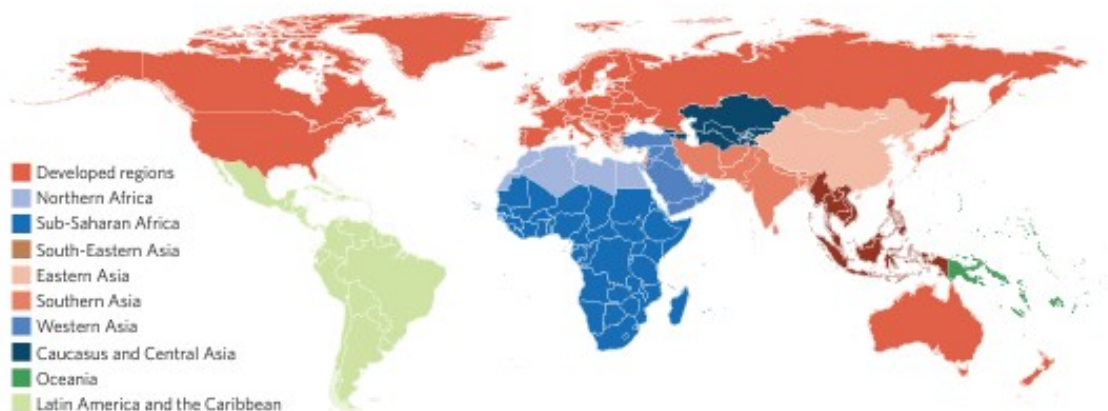 Developed regions
Northern Africa
Sub-Saharan Africa
South-Eastern Asia
Eastern Asia
Southern Asia
Western Asia
Caucasus and Central Asia
Oceania
Latin America and the Caribbean